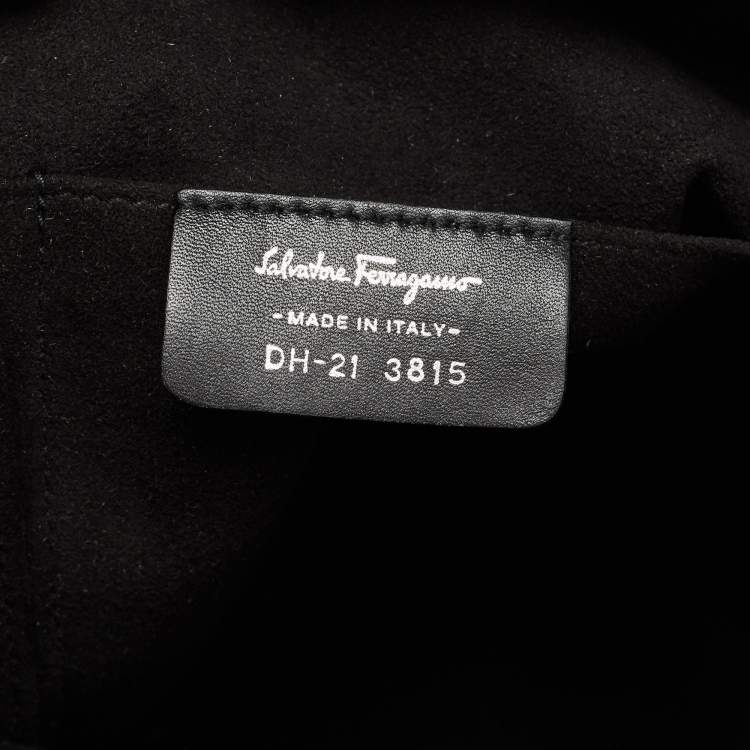 Salvatore Ferragamo
-MADE IN ITALY-
DH-21 3815